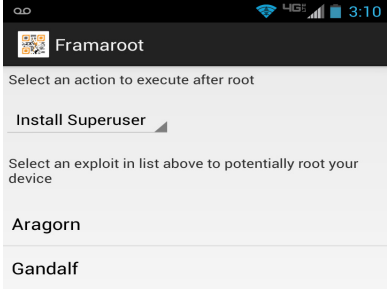 4G 3:10
Framaroot
Select an action to execute after root
Install Superuser
Select an exploit in list above to potentially root your
device
Aragorn
Gandalf